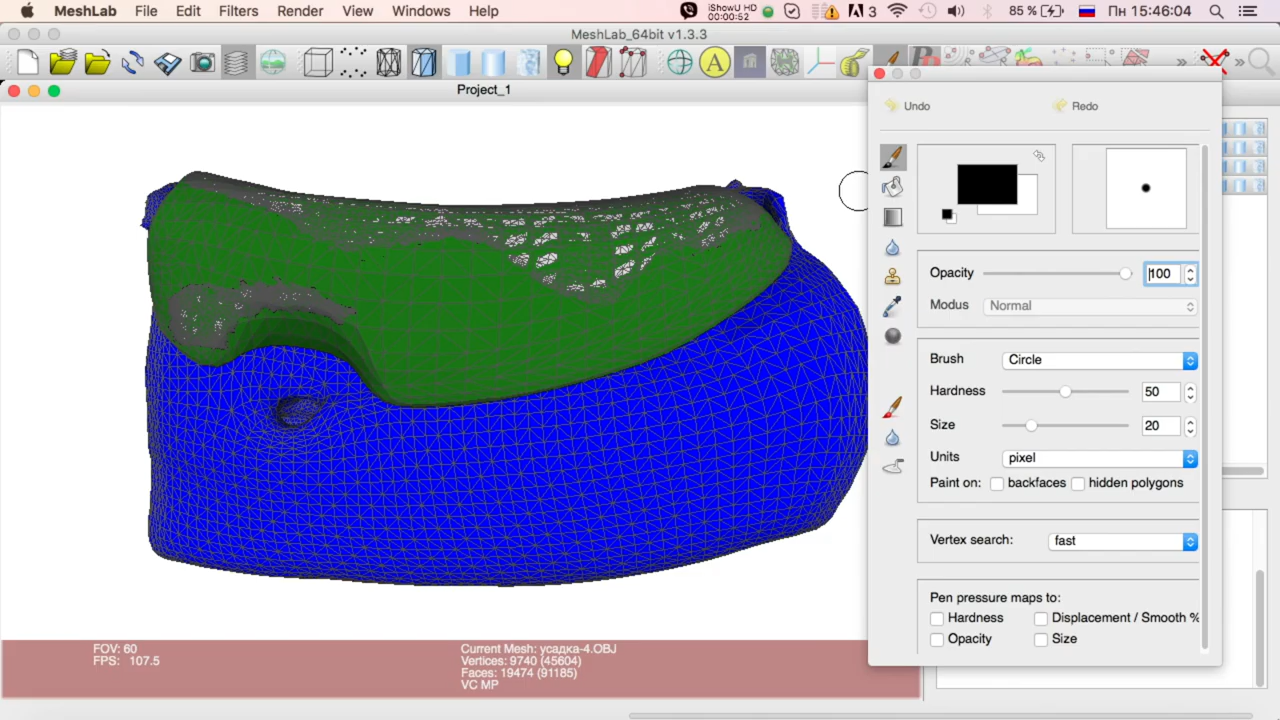 MeshLab File Edit Filters Render View Windows Help iShowU HD 00:00:52 3 85 % Пн 15:46:04
MeshLab_64bit v1.3.3
A
Project_1
Undo Redo
Opacity 100
Modus Normal
Brush Circle
Hardness 50
Size 20
Units pixel
Paint on: backfaces hidden polygons
Vertex search: fast
Pen pressure maps to:
Hardness Displacement / Smooth %
Opacity Size
FOV: 60
FPS: 107.5
Current Mesh: усадка-4.OBJ
Vertices: 9740 (45604)
Faces: 19474 (91185)
VC MP